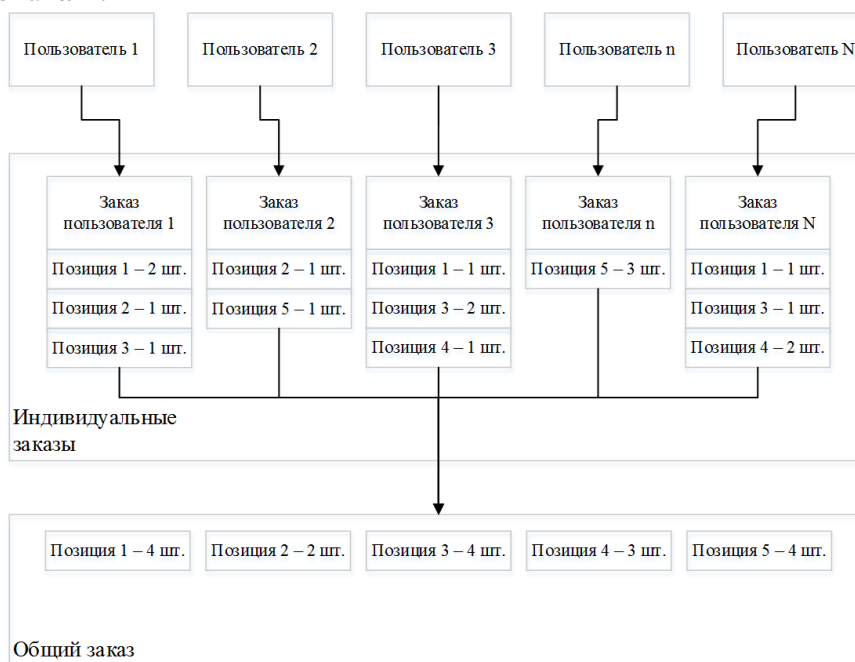 Пользователь 1
Пользователь 2
Пользователь 3
Пользователь n
Пользователь N
Заказ
пользователя 1
Позиция 1 – 2 шт.
Позиция 2 – 1 шт.
Позиция 3 – 1 шт.
Заказ
пользователя 2
Позиция 2 – 1 шт.
Позиция 5 – 1 шт.
Заказ
пользователя 3
Позиция 1 – 1 шт.
Позиция 3 – 2 шт.
Позиция 4 – 1 шт.
Заказ
пользователя n
Позиция 5 – 3 шт.
Заказ
пользователя N
Позиция 1 – 1 шт.
Позиция 3 – 1 шт.
Позиция 4 – 2 шт.
Индивидуальные
заказы
Позиция 1 – 4 шт.
Позиция 2 – 2 шт.
Позиция 3 – 4 шт.
Позиция 4 – 3 шт.
Позиция 5 – 4 шт.
Общий заказ